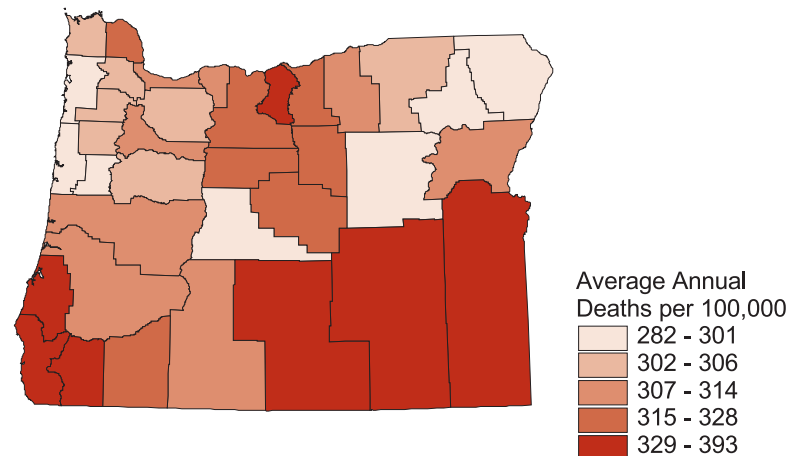 Average Annual
Deaths per 100,000
282 - 301
302 - 306
307 - 314
315 - 328
329 - 393